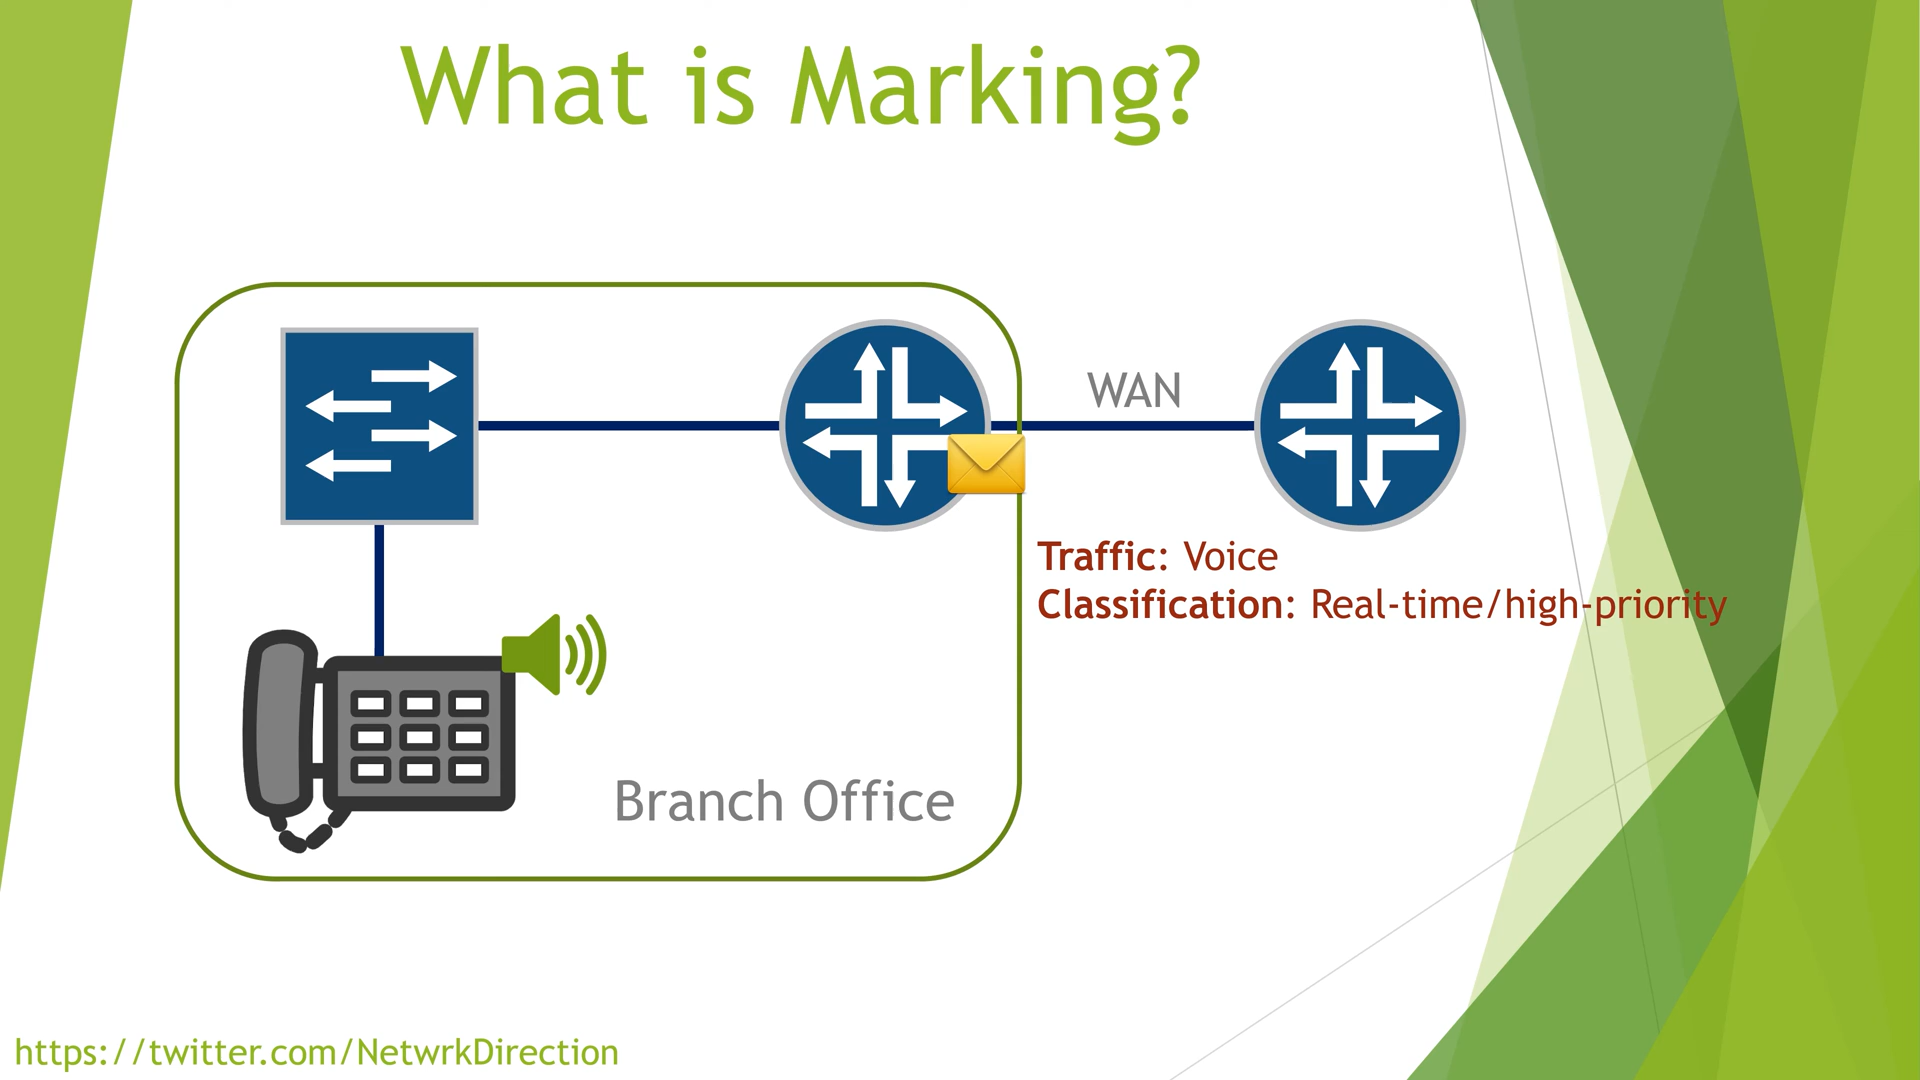 What is Marking?
WAN
Traffic: Voice
Classification: Real-time/high-priority
Branch Office
https://twitter.com/NetwrkDirection